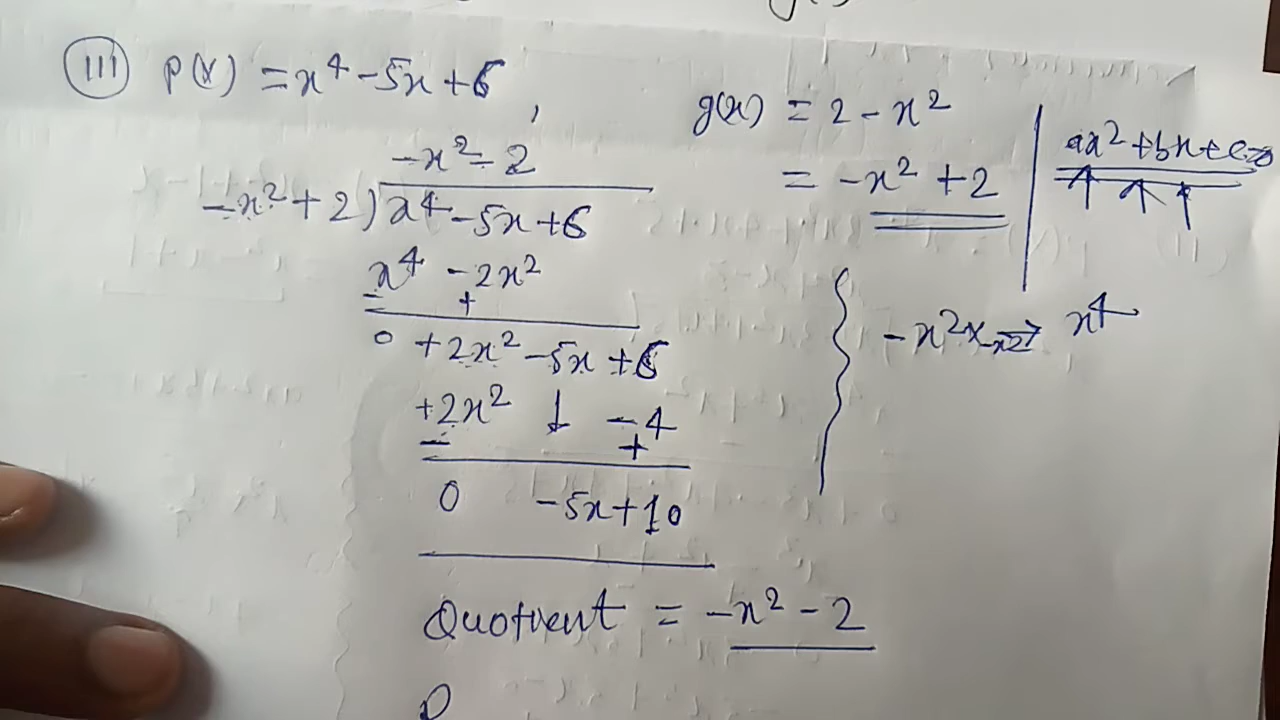 (III) P(x) = x⁴ - 5x + 6 ,
g(x) = 2 - x²
= -x² + 2
ax² + bx + c = 0
-x² - 2
-x² + 2 ) x⁴ - 5x + 6
x⁴ - 2x²
- +
0 + 2x² - 5x + 6
+2x² ↓ - 4
- +
0 - 5x + 10
-x² × -x² ⇒ x⁴
Quotient = -x² - 2